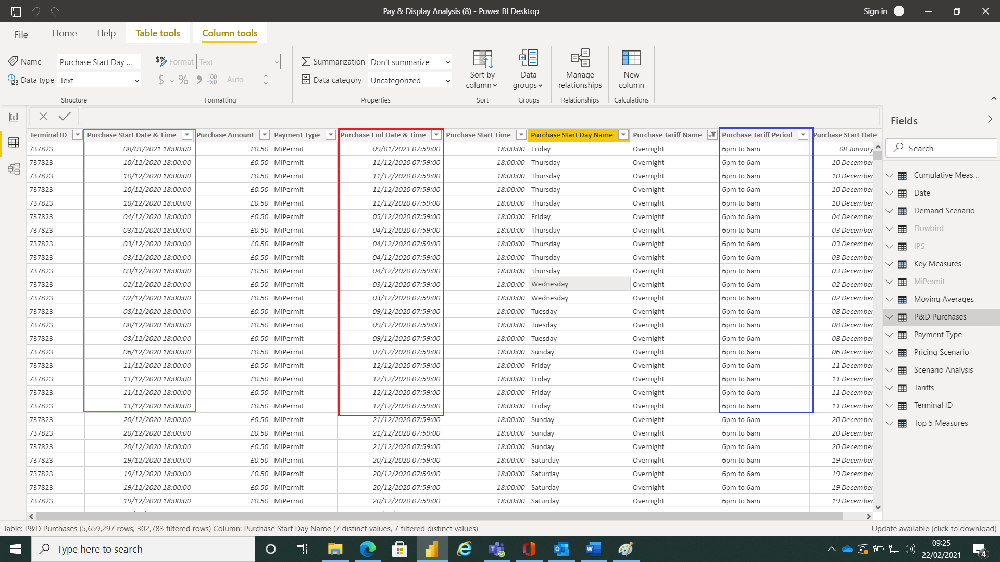 Pay & Display Analysis (8) - Power BI Desktop
Sign in
File Home Help Table tools Column tools
Name Purchase Start Day ...
Data type Text
Structure
Format Text
$ % 9 .00 Auto
Formatting
Summarization Don't summarize
Data category Uncategorized
Properties
Sort by column
Sort
Data groups
Groups
Manage relationships
Relationships
New column
Calculations
Terminal ID Purchase Start Date & Time Purchase Amount Payment Type Purchase End Date & Time Purchase Start Time Purchase Start Day Name Purchase Tariff Name Purchase Tariff Period Purchase Start Date
737823 08/01/2021 18:00:00 £0.50 MiPermit 09/01/2021 07:59:00 18:00:00 Friday Overnight 6pm to 6am 08 January
737823 10/12/2020 18:00:00 £0.50 MiPermit 11/12/2020 07:59:00 18:00:00 Thursday Overnight 6pm to 6am 10 December
737823 10/12/2020 18:00:00 £0.50 MiPermit 11/12/2020 07:59:00 18:00:00 Thursday Overnight 6pm to 6am 10 December
737823 10/12/2020 18:00:00 £0.50 MiPermit 11/12/2020 07:59:00 18:00:00 Thursday Overnight 6pm to 6am 10 December
737823 10/12/2020 18:00:00 £0.50 MiPermit 11/12/2020 07:59:00 18:00:00 Thursday Overnight 6pm to 6am 10 December
737823 04/12/2020 18:00:00 £0.50 MiPermit 05/12/2020 07:59:00 18:00:00 Friday Overnight 6pm to 6am 04 December
737823 03/12/2020 18:00:00 £0.50 MiPermit 04/12/2020 07:59:00 18:00:00 Thursday Overnight 6pm to 6am 03 December
737823 03/12/2020 18:00:00 £0.50 MiPermit 04/12/2020 07:59:00 18:00:00 Thursday Overnight 6pm to 6am 03 December
737823 03/12/2020 18:00:00 £0.50 MiPermit 04/12/2020 07:59:00 18:00:00 Thursday Overnight 6pm to 6am 03 December
737823 03/12/2020 18:00:00 £0.50 MiPermit 04/12/2020 07:59:00 18:00:00 Thursday Overnight 6pm to 6am 03 December
737823 02/12/2020 18:00:00 £0.50 MiPermit 03/12/2020 07:59:00 18:00:00 Wednesday Overnight 6pm to 6am 02 December
737823 02/12/2020 18:00:00 £0.50 MiPermit 03/12/2020 07:59:00 18:00:00 Wednesday Overnight 6pm to 6am 02 December
737823 08/12/2020 18:00:00 £0.50 MiPermit 09/12/2020 07:59:00 18:00:00 Tuesday Overnight 6pm to 6am 08 December
737823 08/12/2020 18:00:00 £0.50 MiPermit 09/12/2020 07:59:00 18:00:00 Tuesday Overnight 6pm to 6am 08 December
737823 08/12/2020 18:00:00 £0.50 MiPermit 09/12/2020 07:59:00 18:00:00 Tuesday Overnight 6pm to 6am 08 December
737823 06/12/2020 18:00:00 £0.50 MiPermit 07/12/2020 07:59:00 18:00:00 Sunday Overnight 6pm to 6am 06 December
737823 11/12/2020 18:00:00 £0.50 MiPermit 12/12/2020 07:59:00 18:00:00 Friday Overnight 6pm to 6am 11 December
737823 11/12/2020 18:00:00 £0.50 MiPermit 12/12/2020 07:59:00 18:00:00 Friday Overnight 6pm to 6am 11 December
737823 11/12/2020 18:00:00 £0.50 MiPermit 12/12/2020 07:59:00 18:00:00 Friday Overnight 6pm to 6am 11 December
737823 11/12/2020 18:00:00 £0.50 MiPermit 12/12/2020 07:59:00 18:00:00 Friday Overnight 6pm to 6am 11 December
737823 20/12/2020 18:00:00 £0.50 MiPermit 21/12/2020 07:59:00 18:00:00 Sunday Overnight 6pm to 6am 20 December
737823 20/12/2020 18:00:00 £0.50 MiPermit 21/12/2020 07:59:00 18:00:00 Sunday Overnight 6pm to 6am 20 December
737823 20/12/2020 18:00:00 £0.50 MiPermit 21/12/2020 07:59:00 18:00:00 Sunday Overnight 6pm to 6am 20 December
737823 19/12/2020 18:00:00 £0.50 MiPermit 20/12/2020 07:59:00 18:00:00 Saturday Overnight 6pm to 6am 19 December
737823 19/12/2020 18:00:00 £0.50 MiPermit 20/12/2020 07:59:00 18:00:00 Saturday Overnight 6pm to 6am 19 December
737823 19/12/2020 18:00:00 £0.50 MiPermit 20/12/2020 07:59:00 18:00:00 Saturday Overnight 6pm to 6am 19 December
737823 19/12/2020 18:00:00 £0.50 MiPermit 20/12/2020 07:59:00 18:00:00 Saturday Overnight 6pm to 6am 19 December
Fields
Search
Cumulative Meas...
Date
Demand Scenario
Flowbird
IPS
Key Measures
MiPermit
Moving Averages
P&D Purchases
Payment Type
Pricing Scenario
Scenario Analysis
Tariffs
Terminal ID
Top 5 Measures
Table: P&D Purchases (5,659,297 rows, 302,783 filtered rows) Column: Purchase Start Day Name (7 distinct values, 7 filtered distinct values)
Update available (click to download)
Type here to search
09:25
22/02/2021
4